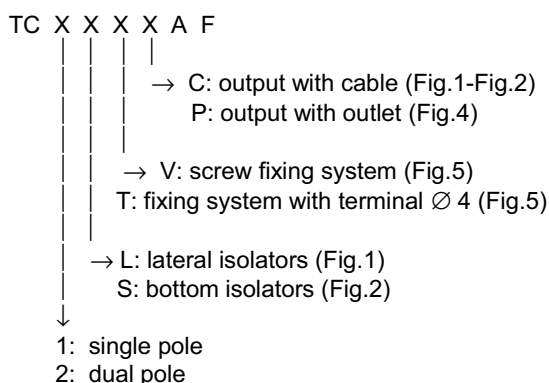 TC X X X X A F
→ C: output with cable (Fig.1-Fig.2)
P: output with outlet (Fig.4)
→ V: screw fixing system (Fig.5)
T: fixing system with terminal ∅ 4 (Fig.5)
→ L: lateral isolators (Fig.1)
S: bottom isolators (Fig.2)
↓
1: single pole
2: dual pole